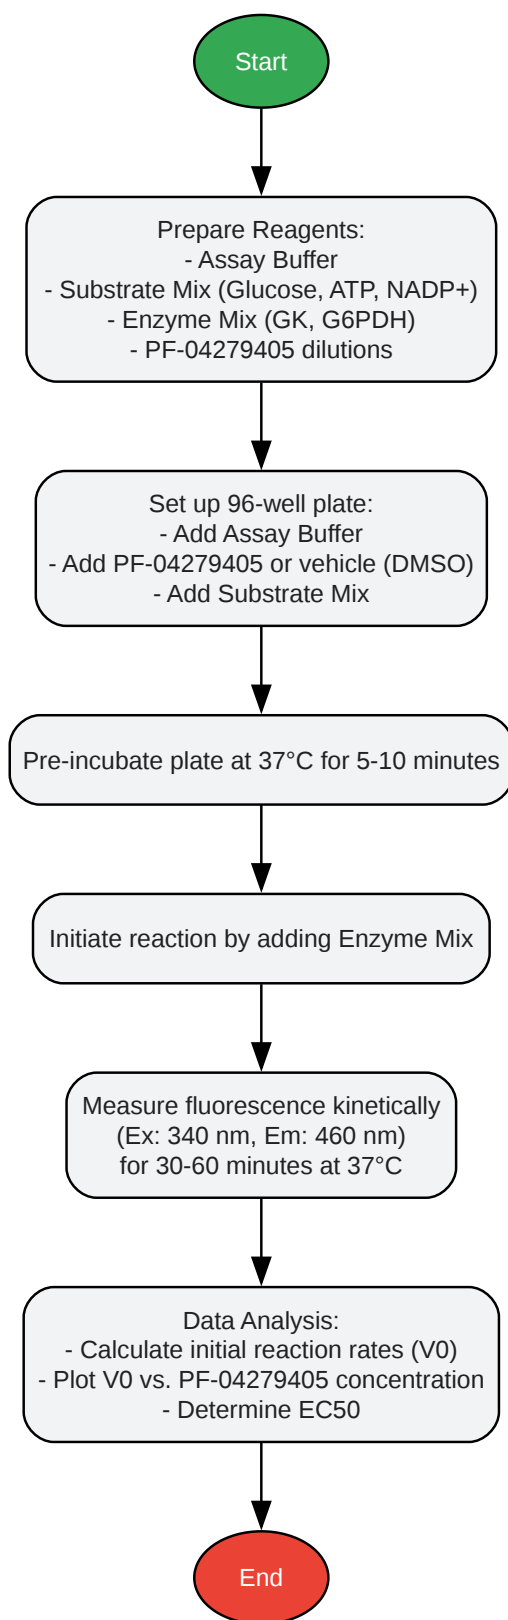 Start
Prepare Reagents:
- Assay Buffer
- Substrate Mix (Glucose, ATP, NADP+)
- Enzyme Mix (GK, G6PDH)
- PF-04279405 dilutions
Set up 96-well plate:
- Add Assay Buffer
- Add PF-04279405 or vehicle (DMSO)
- Add Substrate Mix
Pre-incubate plate at 37°C for 5-10 minutes
Initiate reaction by adding Enzyme Mix
Measure fluorescence kinetically
(Ex: 340 nm, Em: 460 nm)
for 30-60 minutes at 37°C
Data Analysis:
- Calculate initial reaction rates (V0)
- Plot V0 vs. PF-04279405 concentration
- Determine EC50
End